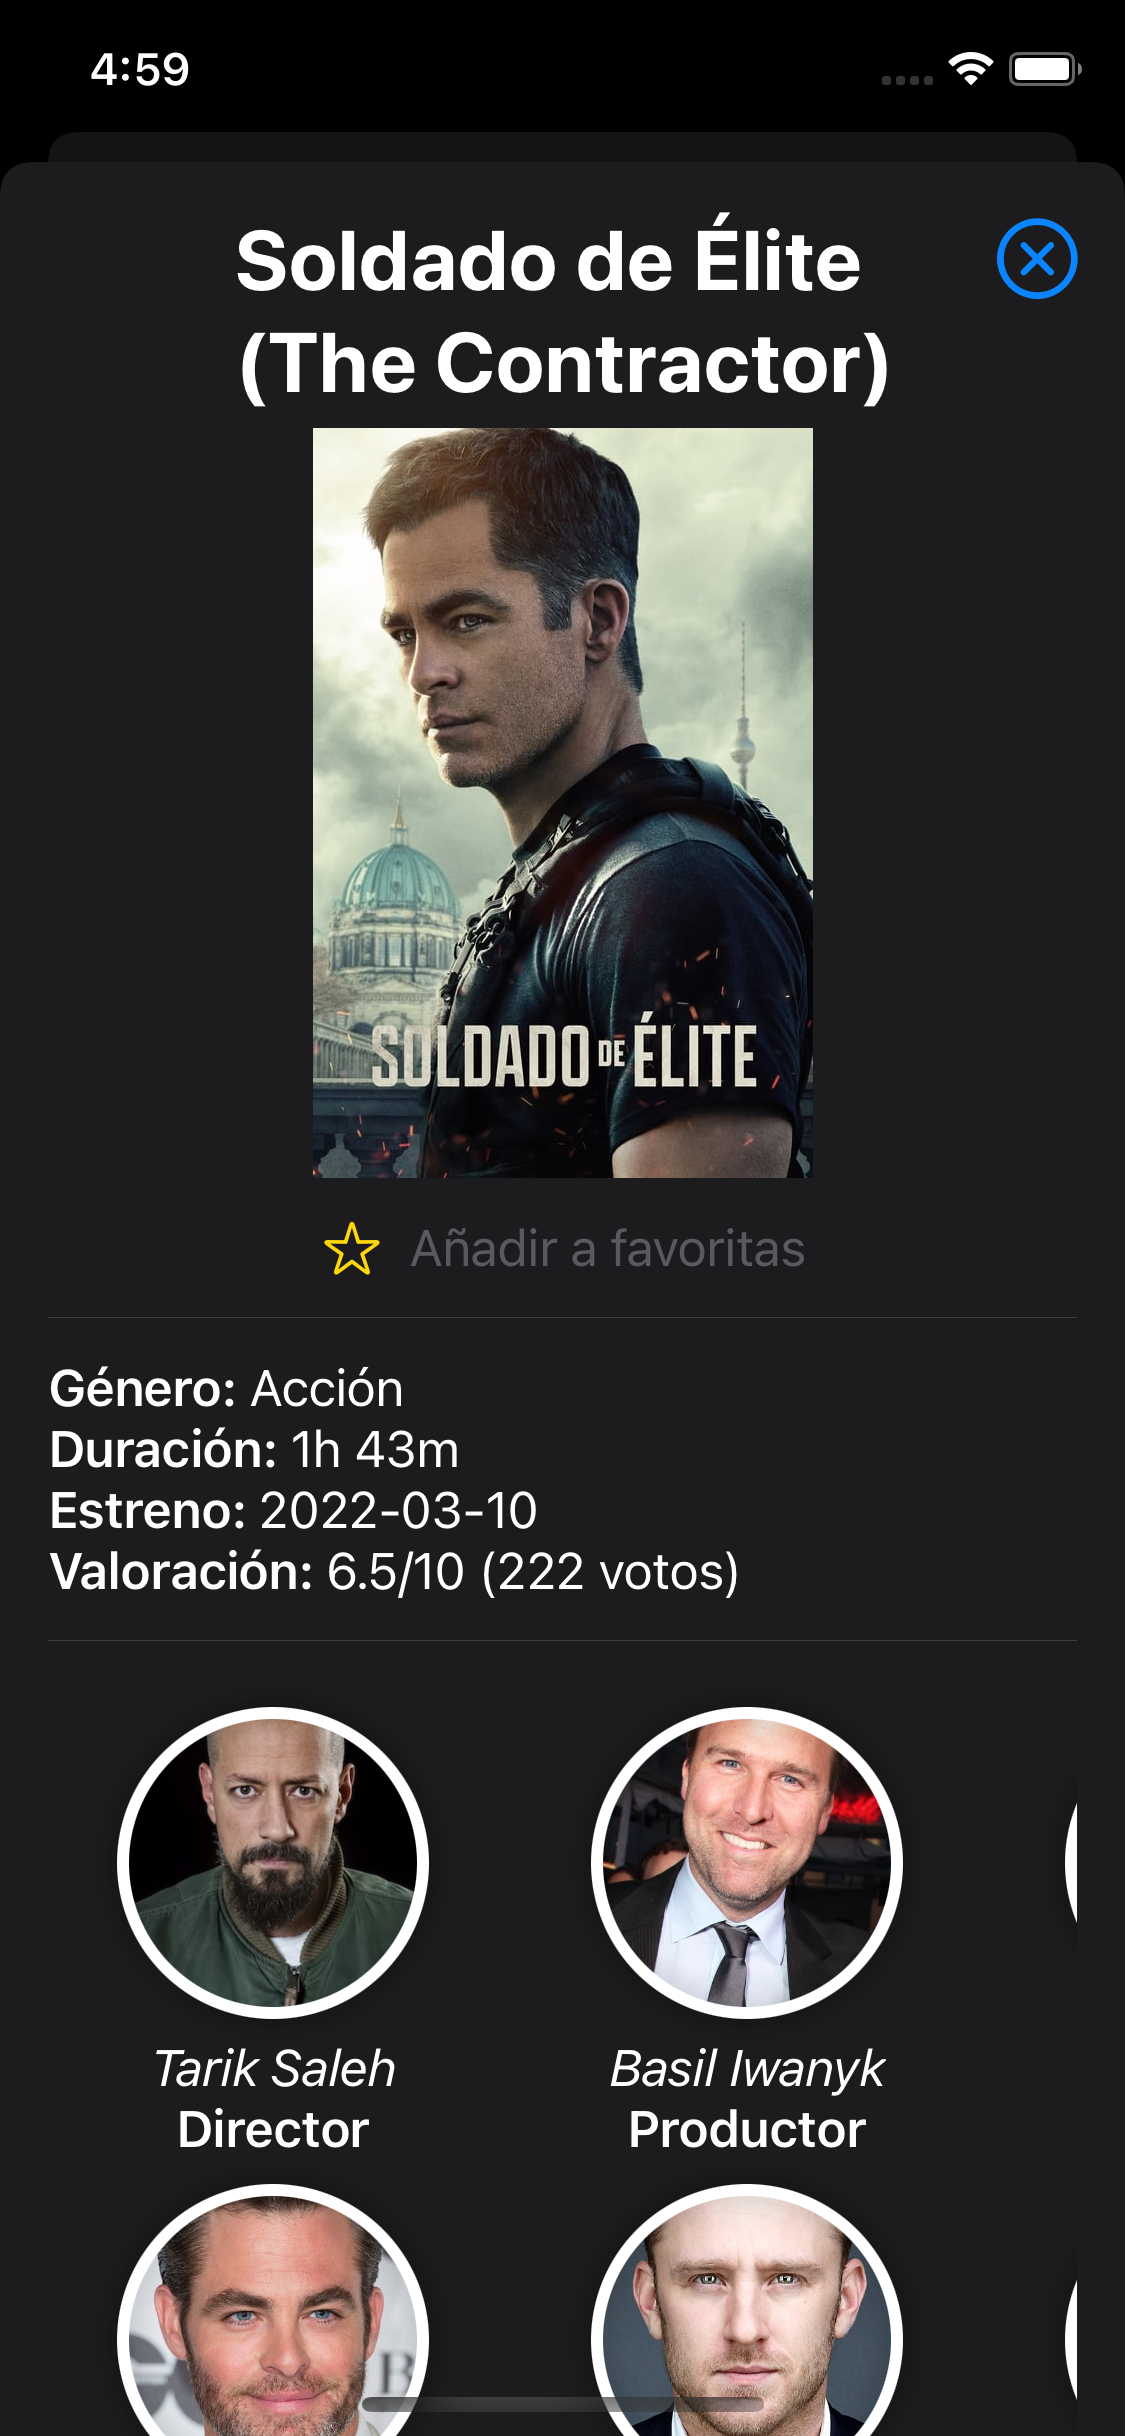 4:59
Soldado de Élite
(The Contractor)
SOLDADO DE ÉLITE
Añadir a favoritas
Género: Acción
Duración: 1h 43m
Estreno: 2022-03-10
Valoración: 6.5/10 (222 votos)
Tarik Saleh
Director
Basil Iwanyk
Productor
B